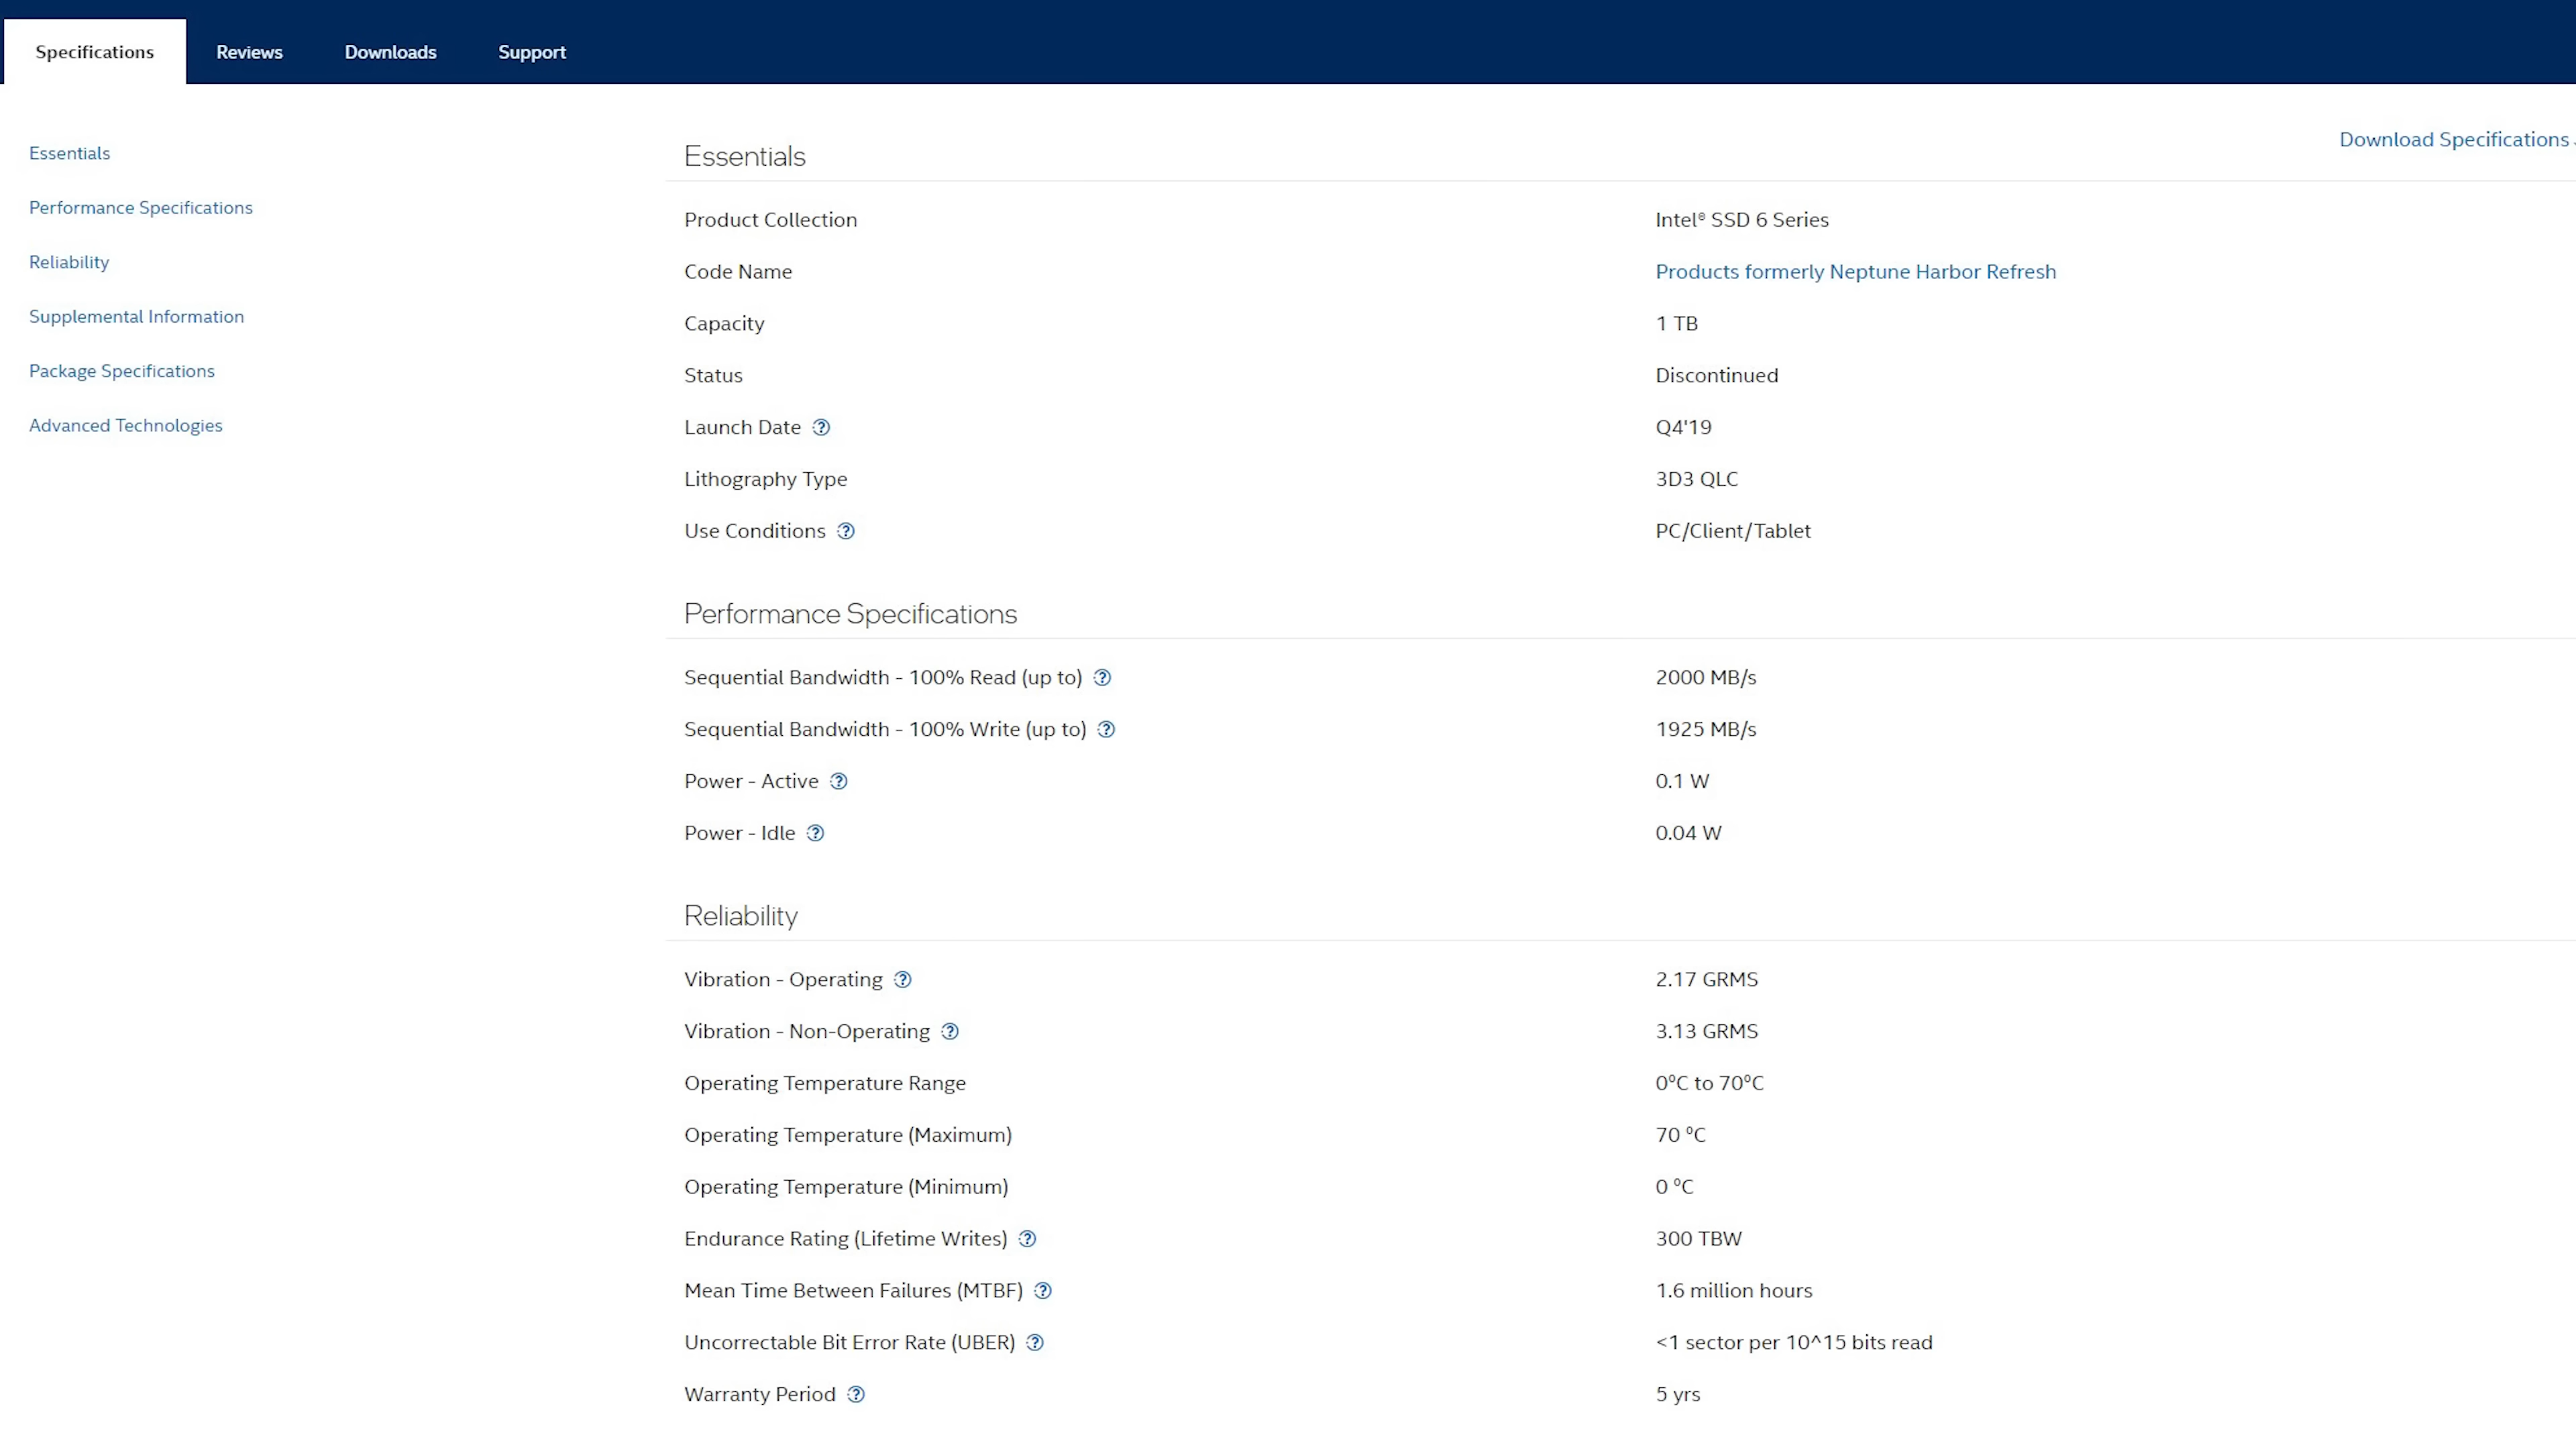 Specifications Reviews Downloads Support
Essentials
Performance Specifications
Reliability
Supplemental Information
Package Specifications
Advanced Technologies
Download Specifications
Essentials
Product Collection Intel® SSD 6 Series
Code Name Products formerly Neptune Harbor Refresh
Capacity 1 TB
Status Discontinued
Launch Date ? Q4'19
Lithography Type 3D3 QLC
Use Conditions ? PC/Client/Tablet
Performance Specifications
Sequential Bandwidth - 100% Read (up to) ? 2000 MB/s
Sequential Bandwidth - 100% Write (up to) ? 1925 MB/s
Power - Active ? 0.1 W
Power - Idle ? 0.04 W
Reliability
Vibration - Operating ? 2.17 GRMS
Vibration - Non-Operating ? 3.13 GRMS
Operating Temperature Range 0°C to 70°C
Operating Temperature (Maximum) 70 °C
Operating Temperature (Minimum) 0 °C
Endurance Rating (Lifetime Writes) ? 300 TBW
Mean Time Between Failures (MTBF) ? 1.6 million hours
Uncorrectable Bit Error Rate (UBER) ? <1 sector per 10^15 bits read
Warranty Period ? 5 yrs